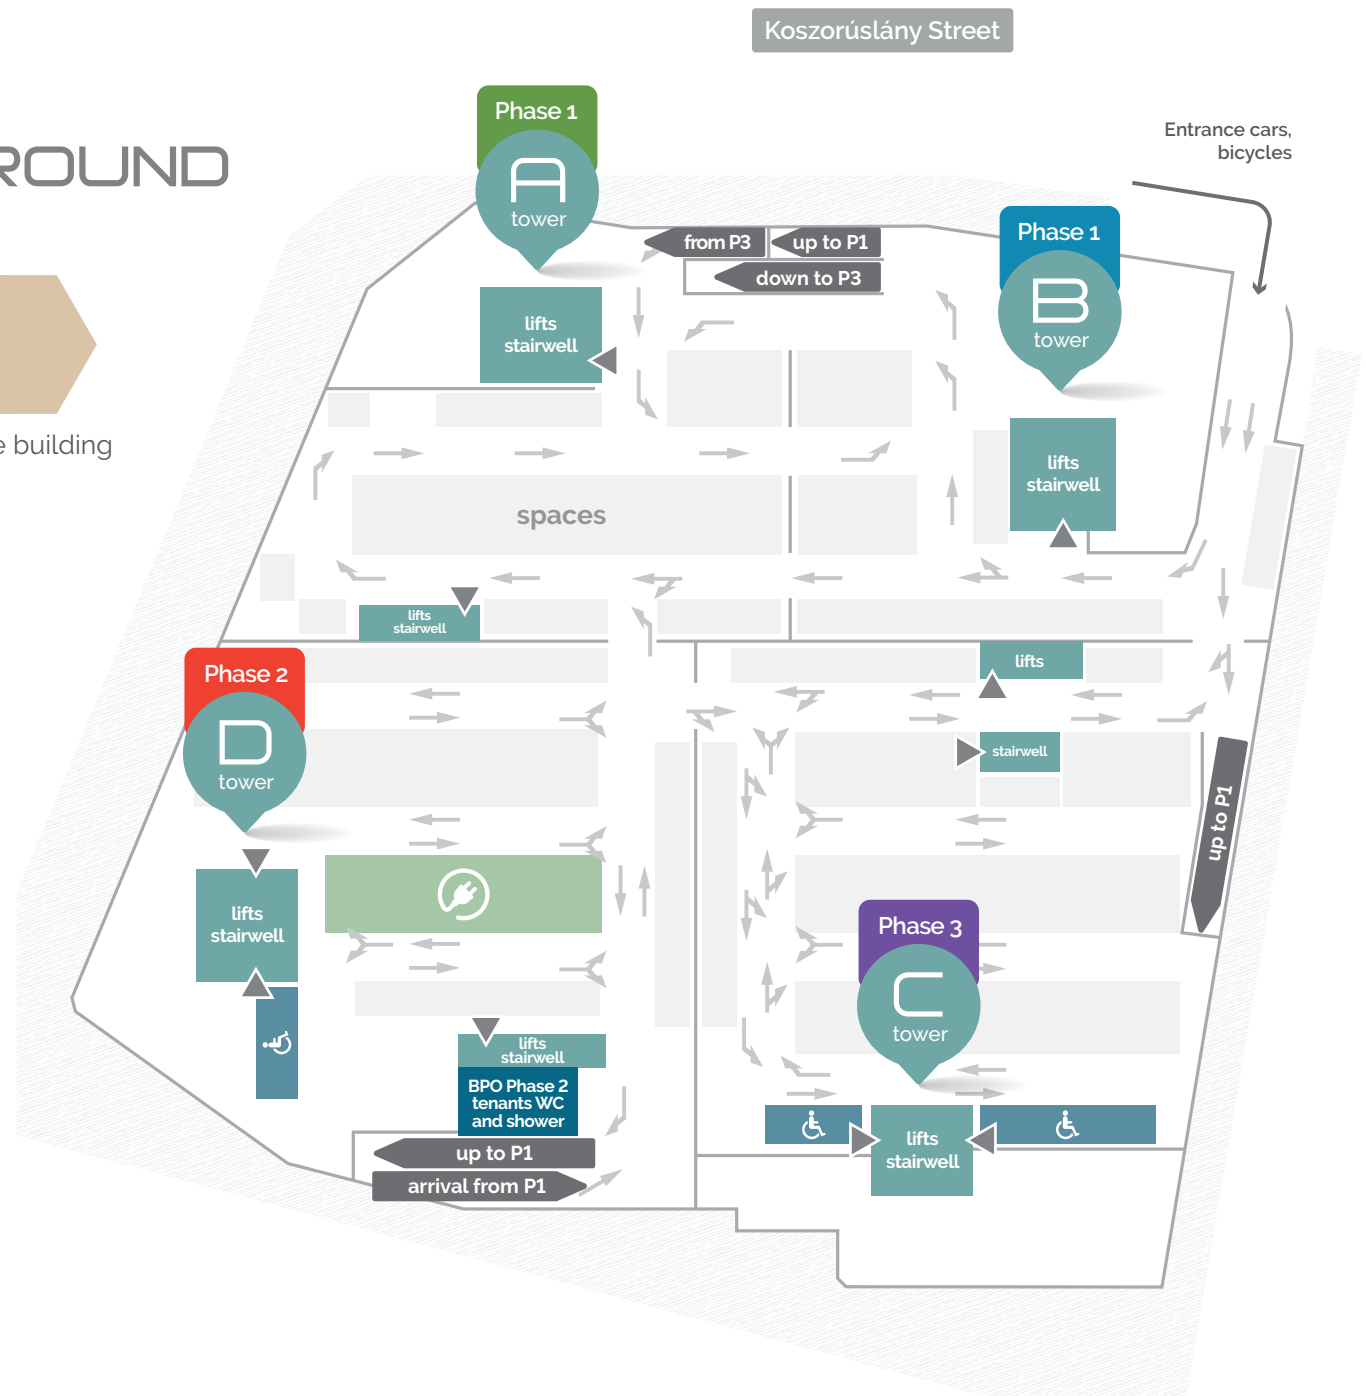 Koszorúslány Street
Phase 1
A
tower
Entrance cars,
bicycles
ROUND
Phase 1
B
tower
from P3
up to P1
down to P3
lifts
stairwell
e building
lifts
stairwell
spaces
lifts
stairwell
lifts
Phase 2
D
tower
stairwell
up to P1
lifts
stairwell
Phase 3
C
tower
lifts
stairwell
BPO Phase 2
tenants WC
and shower
lifts
stairwell
up to P1
arrival from P1